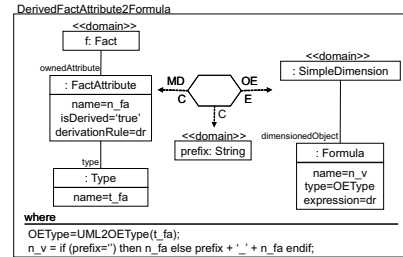 DerivedFactAttribute2Formula
<<domain>>
f: Fact
<<domain>>
: SimpleDimension
ownedAttribute
: FactAttribute
name=n_fa
isDerived='true'
derivationRule=dr
MD
OE
C
E
C
<<domain>>
prefix: String
dimensionedObject
: Formula
name=n_v
type=OEType
expression=dr
type
: Type
name=t_fa
where
OEType=UML2OEType(t_fa);
n_v = if (prefix='') then n_fa else prefix + '_' + n_fa endif;